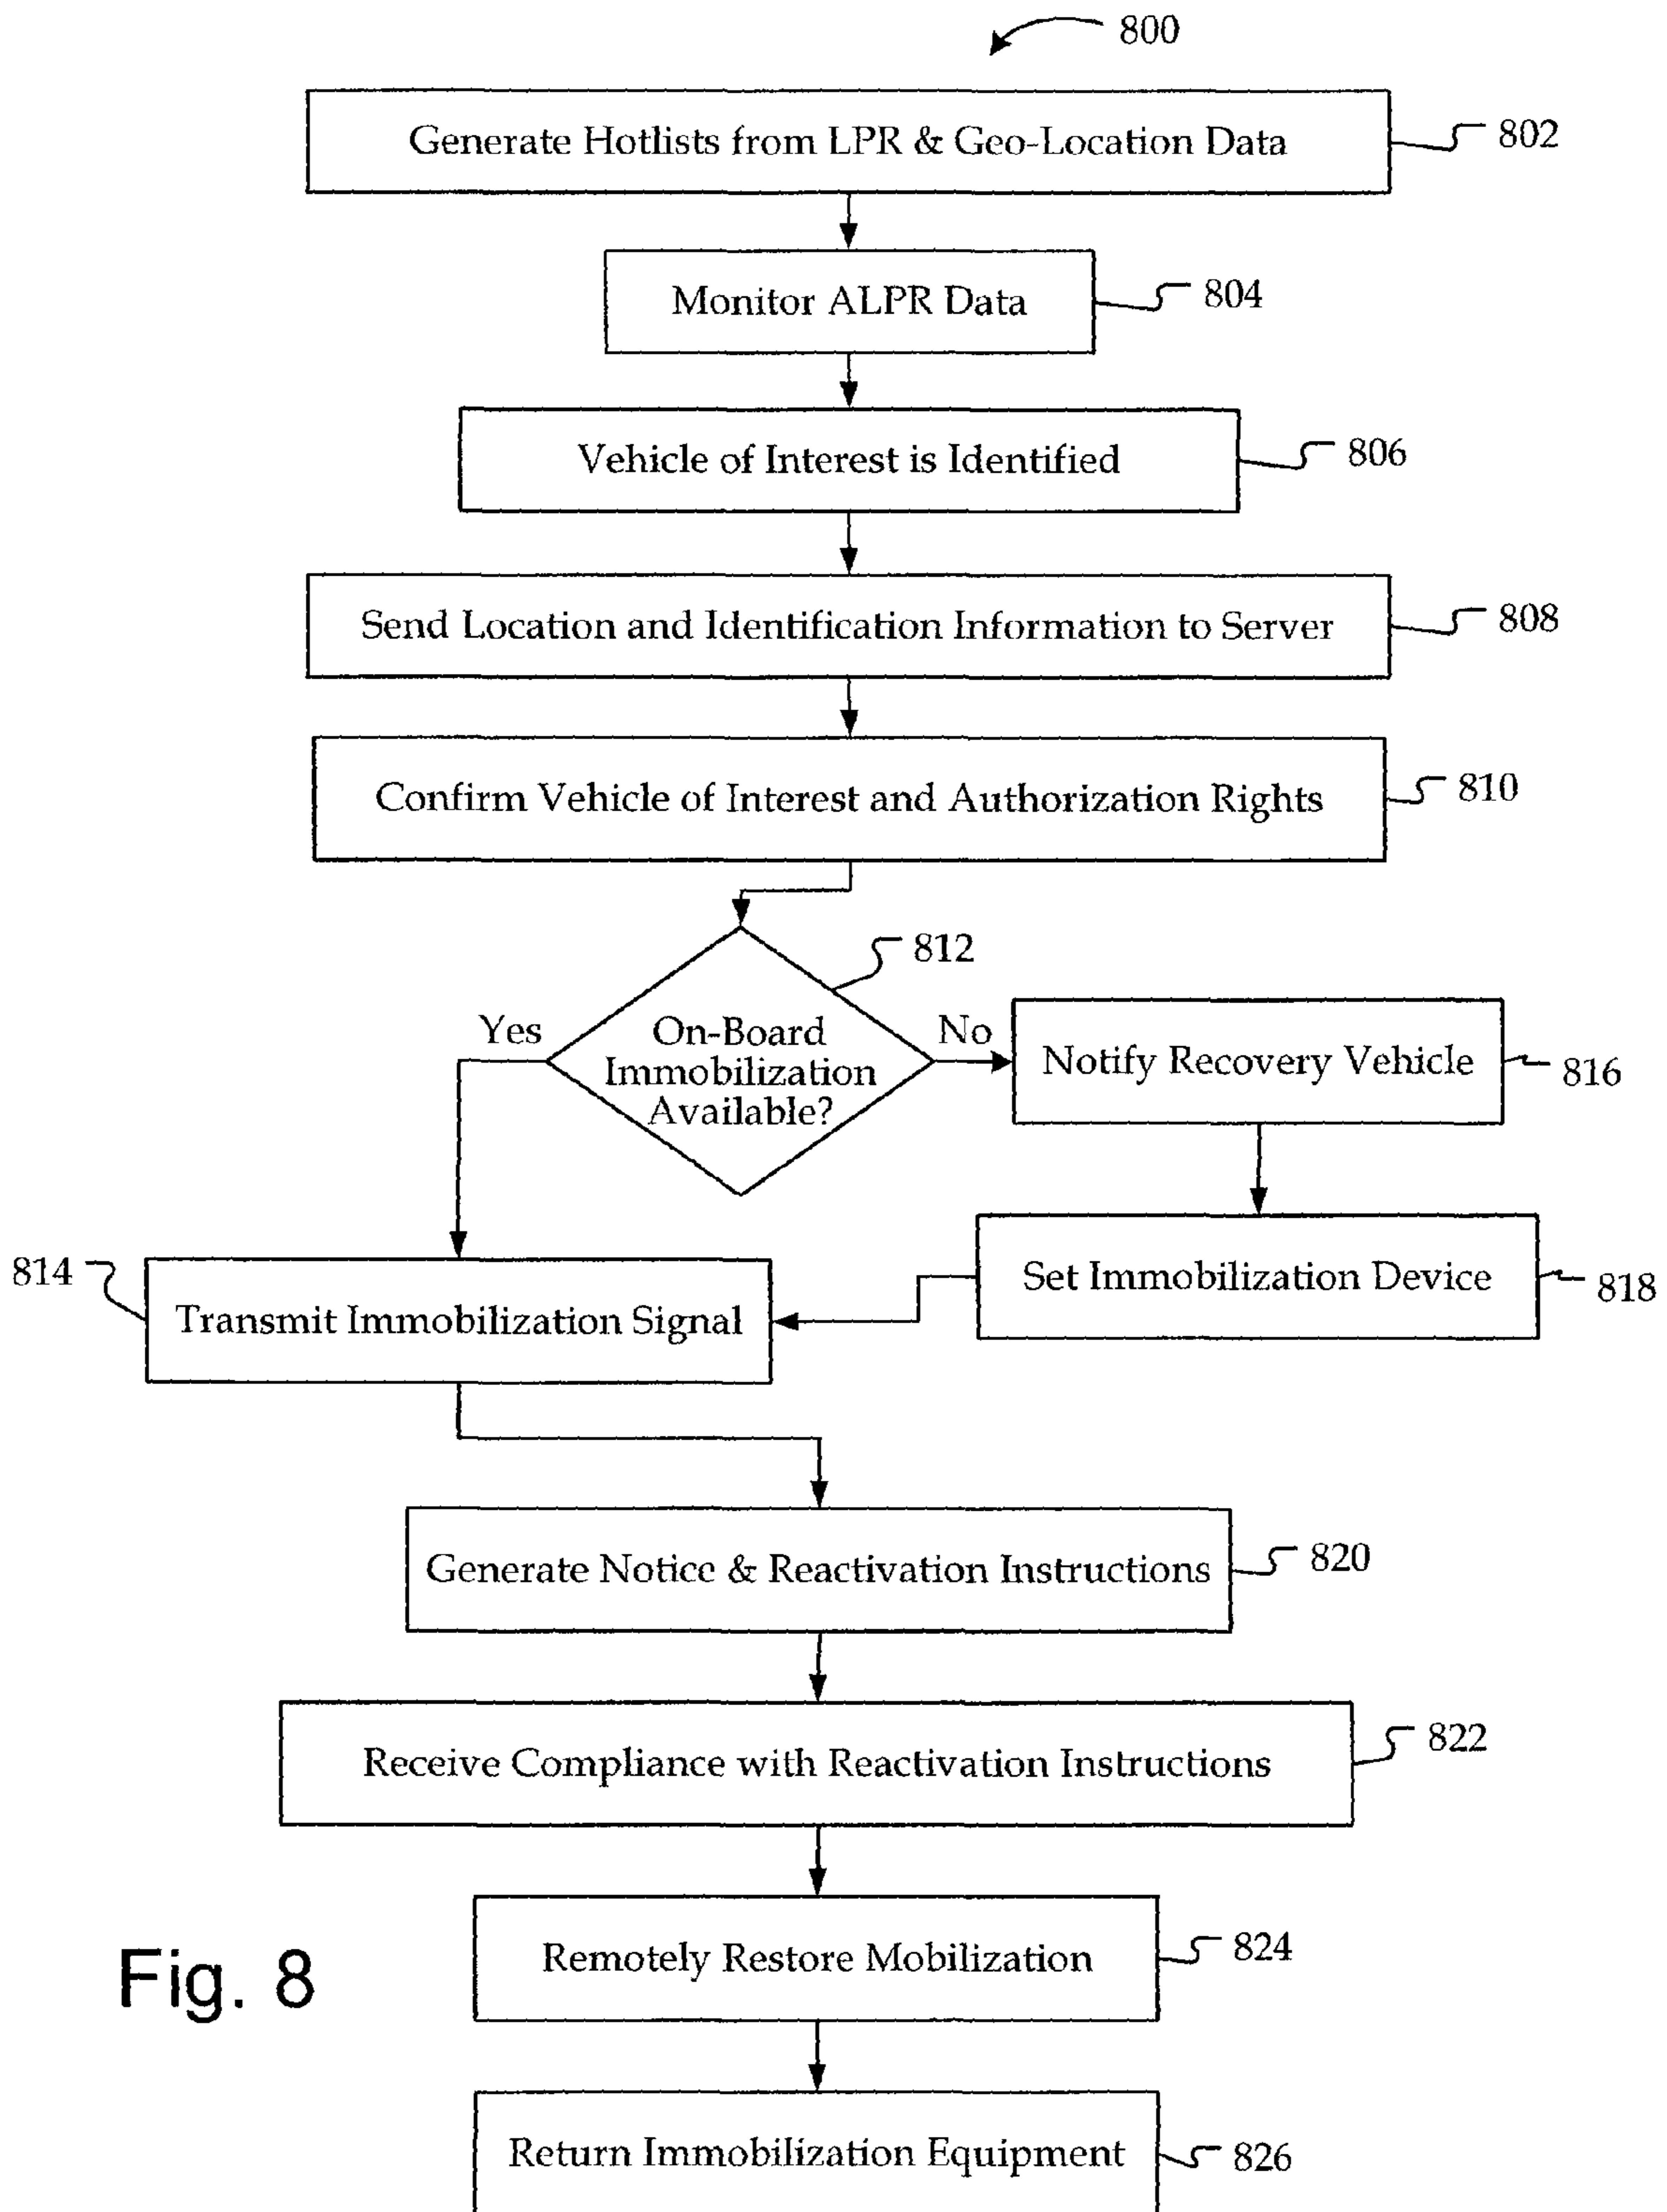 800
Generate Hotlists from LPR & Geo-Location Data
802
Monitor ALPR Data
804
Vehicle of Interest is Identified
806
Send Location and Identification Information to Server
808
Confirm Vehicle of Interest and Authorization Rights
810
812
Yes
On-Board
Immobilization
Available?
No
Notify Recovery Vehicle
816
814
Transmit Immobilization Signal
Set Immobilization Device
818
Generate Notice & Reactivation Instructions
820
Receive Compliance with Reactivation Instructions
822
Remotely Restore Mobilization
824
Fig. 8
Return Immobilization Equipment
826